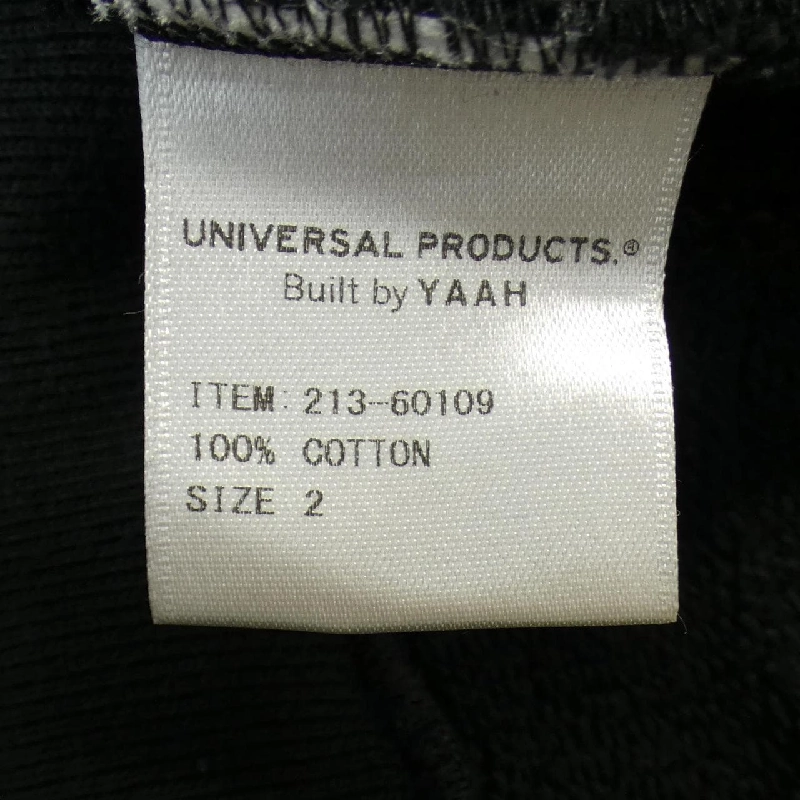 UNIVERSAL PRODUCTS.®
Built by YAAH
ITEM: 213-60109
100% COTTON
SIZE 2